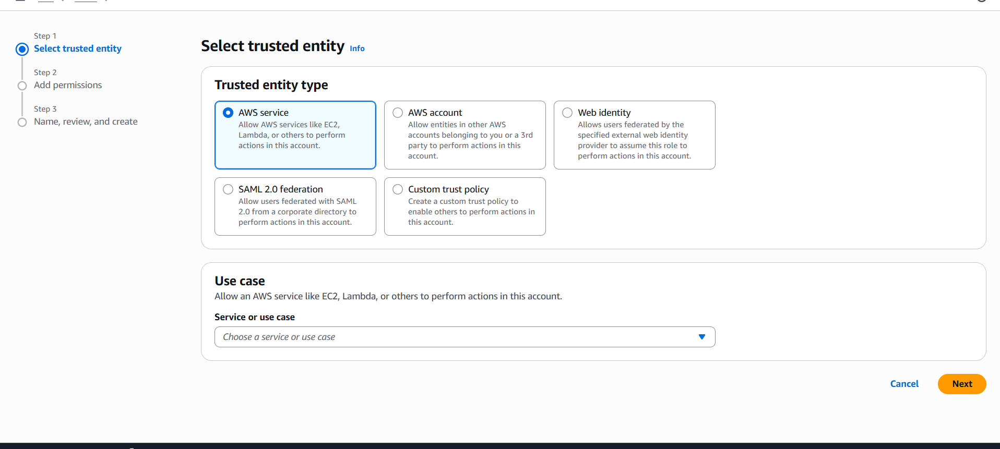 Step 1
Select trusted entity
Step 2
Add permissions
Step 3
Name, review, and create
Select trusted entity Info
Trusted entity type
AWS service
Allow AWS services like EC2,
Lambda, or others to perform
actions in this account.
AWS account
Allow entities in other AWS
accounts belonging to you or a 3rd
party to perform actions in this
account.
Web identity
Allows users federated by the
specified external web identity
provider to assume this role to
perform actions in this account.
SAML 2.0 federation
Allow users federated with SAML
2.0 from a corporate directory to
perform actions in this account.
Custom trust policy
Create a custom trust policy to
enable others to perform actions in
this account.
Use case
Allow an AWS service like EC2, Lambda, or others to perform actions in this account.
Service or use case
Choose a service or use case
Cancel
Next